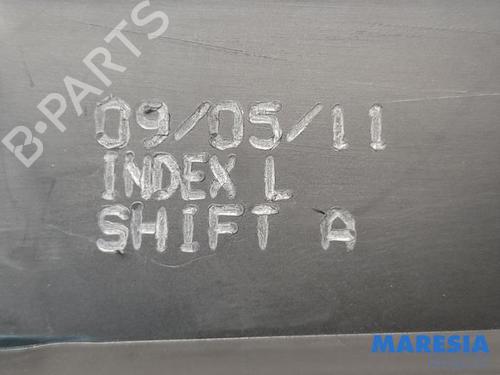 B-PARTS
09/05/11
INDEX L
SHIFT A
MARESIA